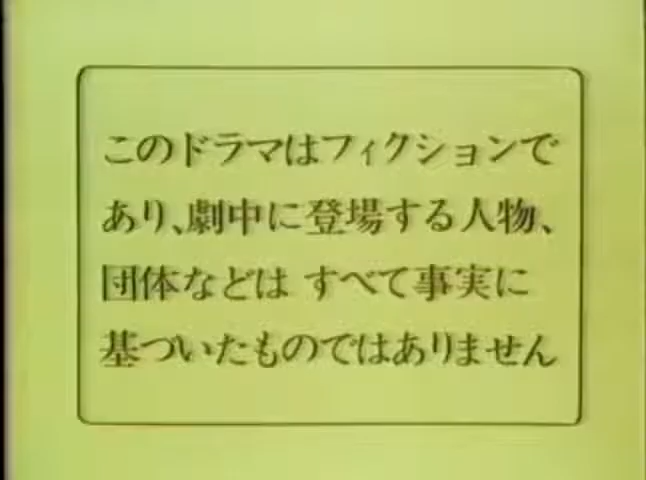 このドラマはフィクションで
あり、劇中に登場する人物、
団体などは すべて事実に
基づいたものではありません